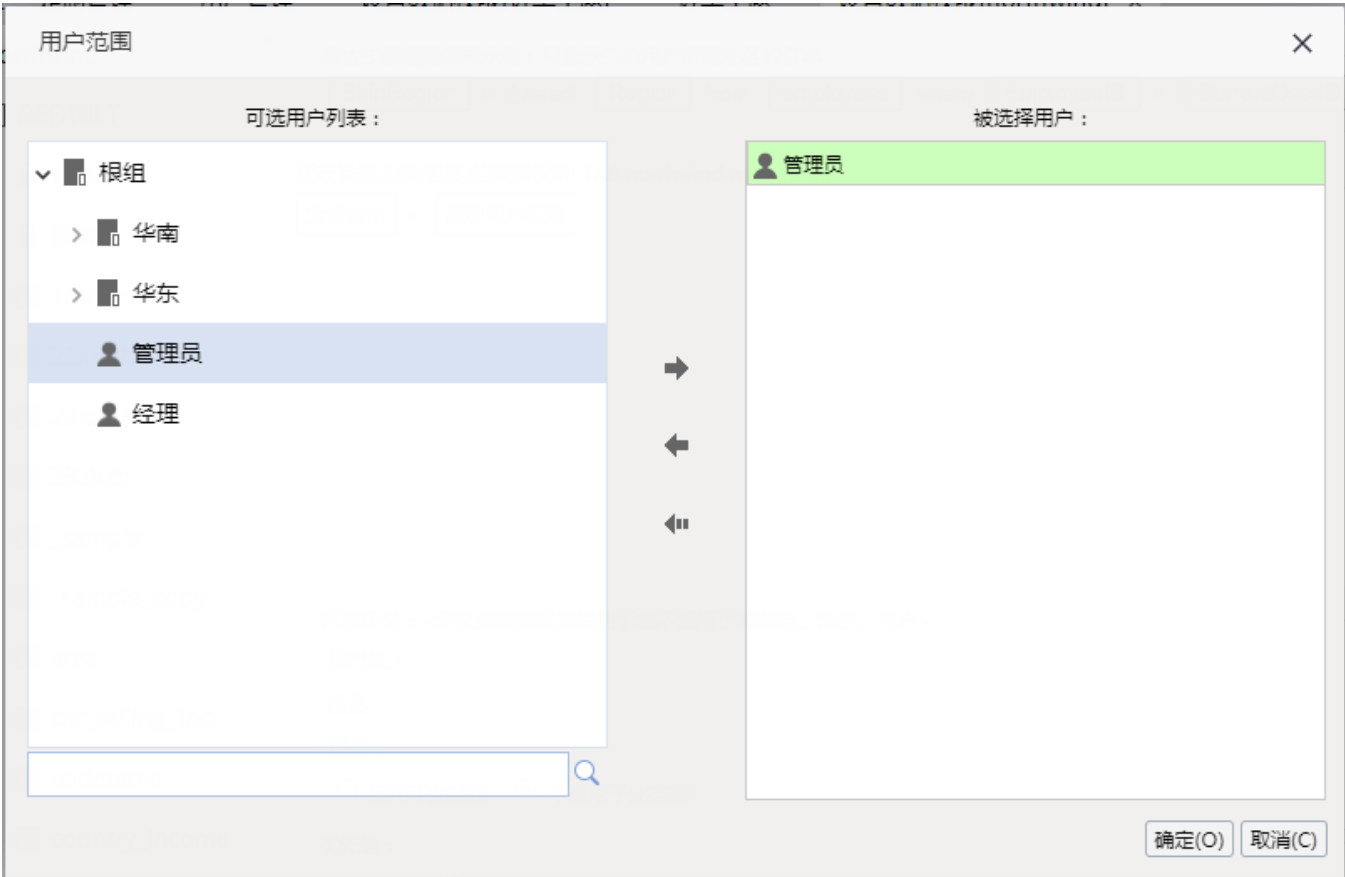 用户范围
可选用户列表：
被选择用户：
根组
华南
华东
管理员
经理
管理员
确定(O)
取消(C)